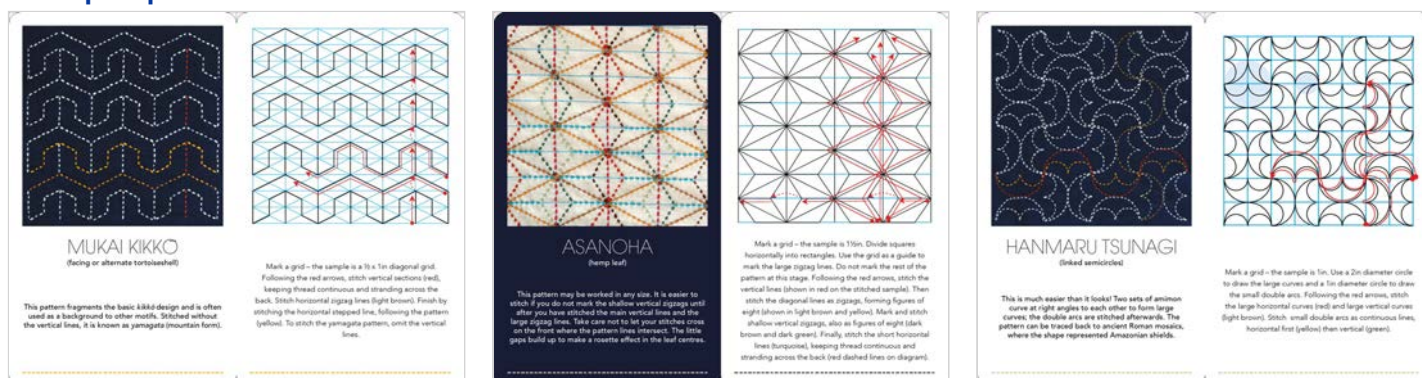 MUKAI KIKKŌ
(facing or alternate tortoiseshell)
This pattern fragments the basic kikkō design and is often
used as a background to other motifs. Stitched without
the vertical lines, it is known as yamagata (mountain form).
Mark a grid – the sample is a ½ x 1in diagonal grid.
Following the red arrows, stitch vertical sections (red),
keeping thread continuous and stranding across the
back. Stitch horizontal zigzag lines (light brown). Finish by
stitching the horizontal stepped line, following the pattern
(yellow). To stitch the yamagata pattern, omit the vertical
lines.
ASANOHA
(hemp leaf)
This pattern may be worked in any size. It is easier to
stitch if you do not mark the shallow vertical zigzags until
after you have stitched the main vertical lines and the
large zigzag lines. Take care not to let your stitches cross
on the front where the pattern lines intersect. The little
gaps build up to make a rosette effect in the leaf centres.
Mark a grid – the sample is 1½in. Divide squares
horizontally into rectangles. Use the grid as a guide to
mark the large zigzag lines. Do not mark the rest of the
pattern at this stage. Following the red arrows, stitch the
vertical lines (shown in red on the stitched sample). Then
stitch the diagonal lines as zigzags, forming figures of
eight (shown in light brown and yellow). Mark and stitch
shallow vertical zigzags, also as figures of eight (dark
brown and dark green). Finally, stitch the short horizontal
lines (turquoise), keeping thread continuous and
stranding across the back (red dashed lines on diagram).
HANMARU TSUNAGI
(linked semicircles)
This is much easier than it looks! Two sets of amimon
curve at right angles to each other to form large
curves; the double arcs are stitched afterwards. The
pattern can be traced back to ancient Roman mosaics,
where the shape represented Amazonian shields.
Mark a grid – the sample is 1in. Use a 2in diameter circle
to draw the large curves and a 1in diameter circle to draw
the small double arcs. Following the red arrows, stitch
the large horizontal curves (red) and large vertical curves
(light brown). Stitch small double arcs as continuous lines,
horizontal first (yellow) then vertical (green).